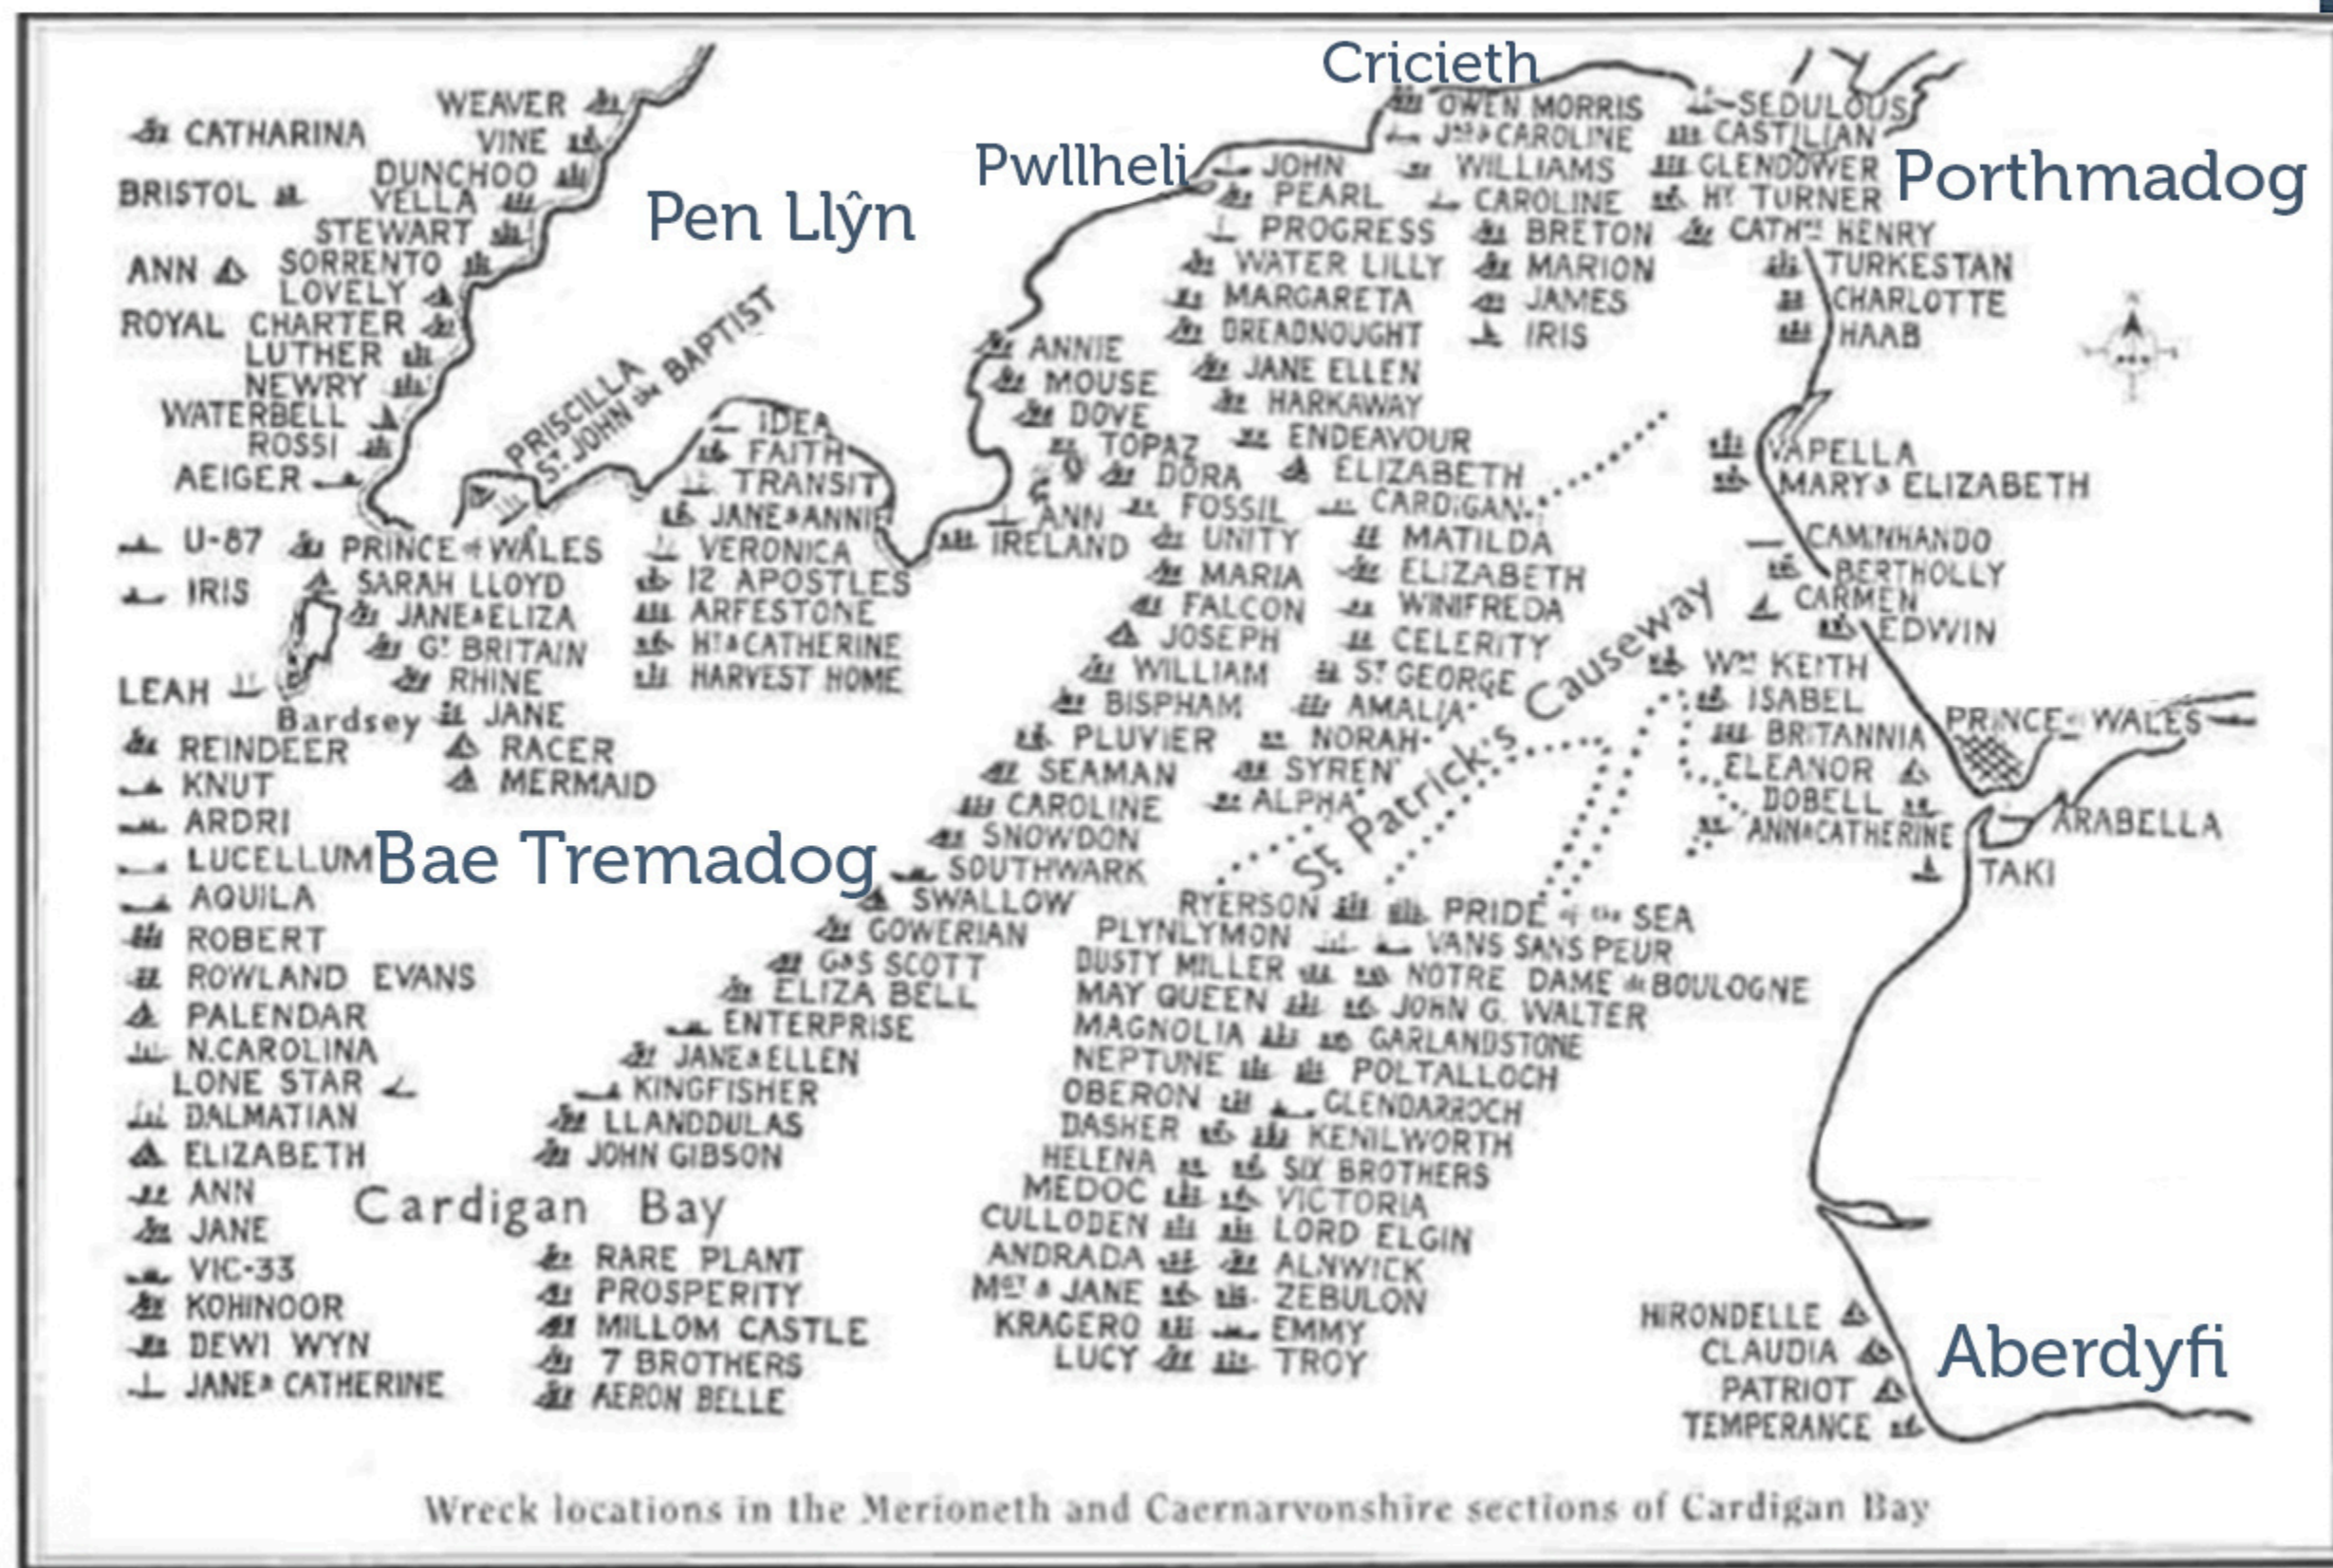 Cricieth
Pwllheli
Porthmadog
Pen Llŷn
WEAVER
CATHARINA
VINE
DUNCHOO
BRISTOL
VELLA
STEWART
ANN
SORRENTO
LOVELY
ROYAL CHARTER
LUTHER
NEWRY
WATERBELL
ROSSI
AEIGER
PRISCILLA
ST JOHN the BAPTIST
IDEA
FAITH
TRANSIT
JANE & ANNIE
VERONICA
12 APOSTLES
ARFESTONE
HY & CATHERINE
HARVEST HOME
U-87
PRINCE of WALES
IRIS
SARAH LLOYD
JANE & ELIZA
GT BRITAIN
RHINE
LEAH
Bardsey
JANE
REINDEER
RACER
KNUT
MERMAID
ARDRI
LUCELLUM
Bae Tremadog
AQUILA
ROBERT
ROWLAND EVANS
PALENDAR
N.CAROLINA
LONE STAR
DALMATIAN
ELIZABETH
ANN
JANE
VIC-33
KOHINOOR
DEWI WYN
JANE & CATHERINE
Cardigan Bay
RARE PLANT
PROSPERITY
MILLOM CASTLE
7 BROTHERS
AERON BELLE
OWEN MORRIS
JAS & CAROLINE
JOHN
WILLIAMS
PEARL
CAROLINE
PROGRESS
BRETON
WATER LILLY
MARION
MARGARETA
JAMES
DREADNOUGHT
IRIS
SEDULOUS
CASTILIAN
GLENDOWER
HY TURNER
CATHNE HENRY
TURKESTAN
CHARLOTTE
HAAB
ANNIE
JANE ELLEN
MOUSE
HARKAWAY
DOVE
ENDEAVOUR
TOPAZ
ELIZABETH
DORA
CARDIGAN
FOSSIL
ANN
IRELAND
UNITY
MATILDA
MARIA
ELIZABETH
FALCON
WINIFREDA
JOSEPH
CELERITY
WILLIAM
ST GEORGE
BISPHAM
AMALIA
PLUVIER
NORAH
SEAMAN
SYREN
CAROLINE
ALPHA
SNOWDON
SOUTHWARK
SWALLOW
GOWERIAN
G & S SCOTT
ELIZA BELL
ENTERPRISE
JANE & ELLEN
KINGFISHER
LLANDDULAS
JOHN GIBSON
St. Patrick's Causeway
VAPELLA
MARY & ELIZABETH
CAMINHANDO
BERTHOLLY
CARMEN
EDWIN
WM KEITH
ISABEL
PRINCE of WALES
BRITANNIA
ELEANOR
DOBELL
ANN & CATHERINE
ARABELLA
TAKI
RYERSON
PRIDE of the SEA
PLYNLYMON
VANS SANS PEUR
DUSTY MILLER
NOTRE DAME de BOULOGNE
MAY QUEEN
JOHN G. WALTER
MAGNOLIA
GARLANDSTONE
NEPTUNE
POLTALLOCH
OBERON
GLENDARROCH
DASHER
KENILWORTH
HELENA
SIX BROTHERS
MEDOC
VICTORIA
CULLODEN
LORD ELGIN
ANDRADA
ALNWICK
MGT & JANE
ZEBULON
KRAGERO
EMMY
LUCY
TROY
HIRONDELLE
CLAUDIA
PATRIOT
TEMPERANCE
Aberdyfi
Wreck locations in the Merioneth and Caernarvonshire sections of Cardigan Bay